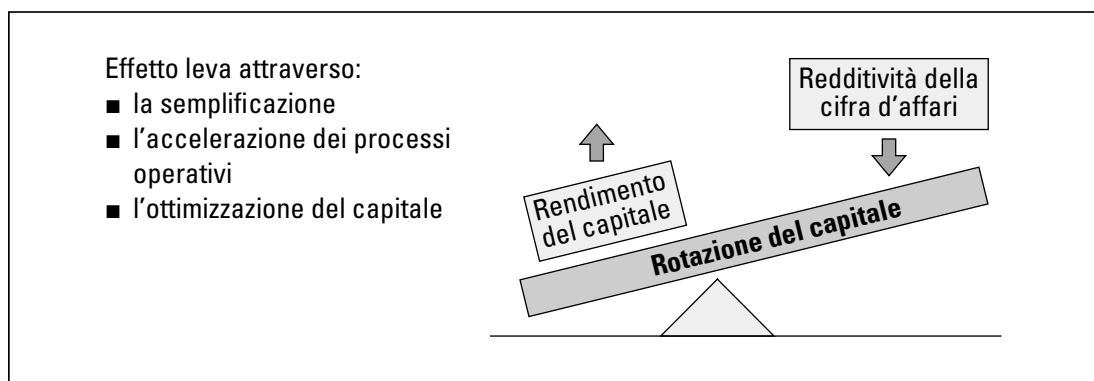 Effetto leva attraverso:
■ la semplificazione
■ l’accelerazione dei processi
operativi
■ l’ottimizzazione del capitale
Redditività della
cifra d’affari
Rendimento
del capitale
Rotazione del capitale